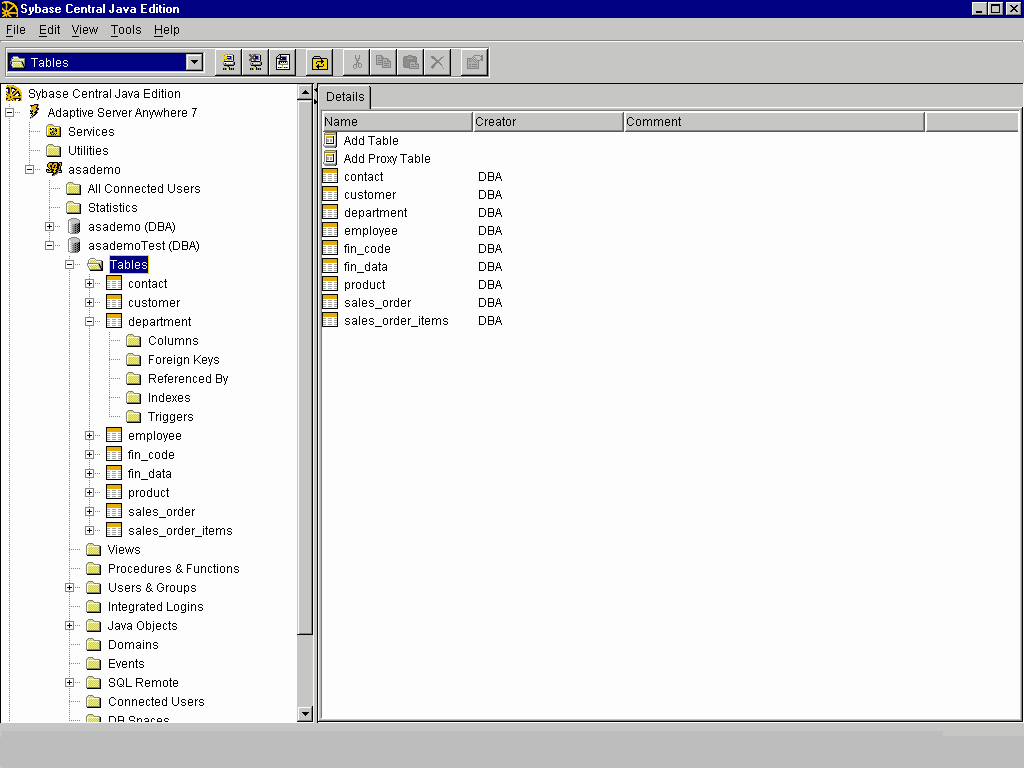 Sybase Central Java Edition
File Edit View Tools Help
Tables
Sybase Central Java Edition
Adaptive Server Anywhere 7
Services
Utilities
asademo
All Connected Users
Statistics
asademo (DBA)
asademoTest (DBA)
Tables
contact
customer
department
Columns
Foreign Keys
Referenced By
Indexes
Triggers
employee
fin_code
fin_data
product
sales_order
sales_order_items
Views
Procedures & Functions
Users & Groups
Integrated Logins
Java Objects
Domains
Events
SQL Remote
Connected Users
DB Spaces
Details
Name Creator Comment
Add Table
Add Proxy Table
contact DBA
customer DBA
department DBA
employee DBA
fin_code DBA
fin_data DBA
product DBA
sales_order DBA
sales_order_items DBA